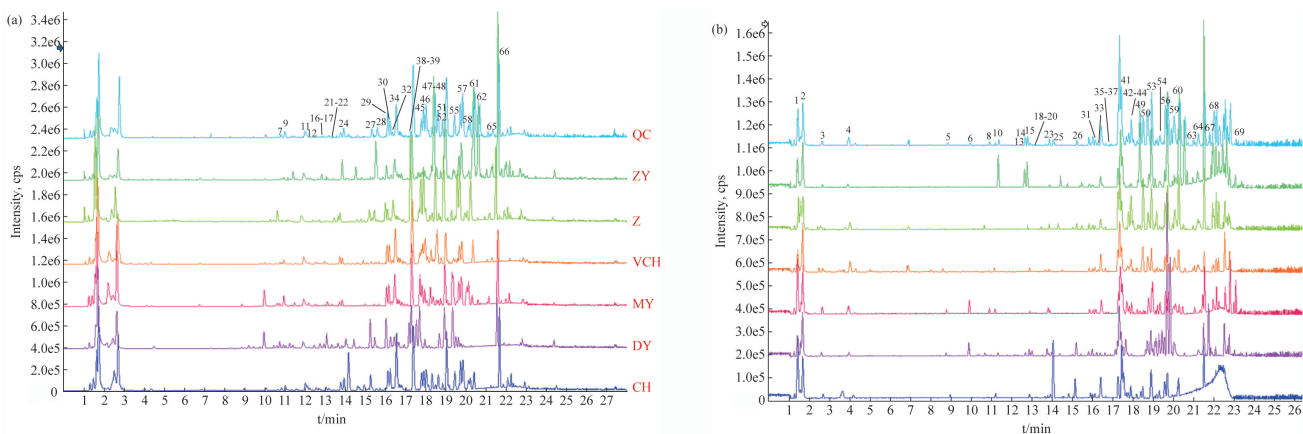 (a)
3.4e6
3.2e6
3.0e6
2.8e6
2.6e6
2.4e6
2.2e6
2.0e6
1.8e6
1.6e6
1.4e6
1.2e6
1.0e6
8.0e5
6.0e5
4.0e5
2.0e5
0
Intensity, cps
7 9 11 12 16-17 21-22 24 27 28 29 30 34 32 38-39 45 46 47-48 51 52 55 57 58 61 62 65 66
QC
ZY
Z
VCH
MY
DY
CH
1 2 3 4 5 6 7 8 9 10 11 12 13 14 15 16 17 18 19 20 21 22 23 24 25 26 27
t/min
(b)
1.6e6
1.4e6
1.2e6
1.3e6
1.1e6
9.0e5
7.0e5
5.0e5
4.0e5
3.0e5
2.0e5
1.0e5
0
Intensity, cps
1 2 3 4 5 6 8 10 14 13 15 18-20 23 25 26 31 33 35-37 41 42-44 49 50 53 54 56 59 60 63 64 67 68 69
1 2 3 4 5 6 7 8 9 10 11 12 13 14 15 16 17 18 19 20 21 22 23 24 25 26
t/min